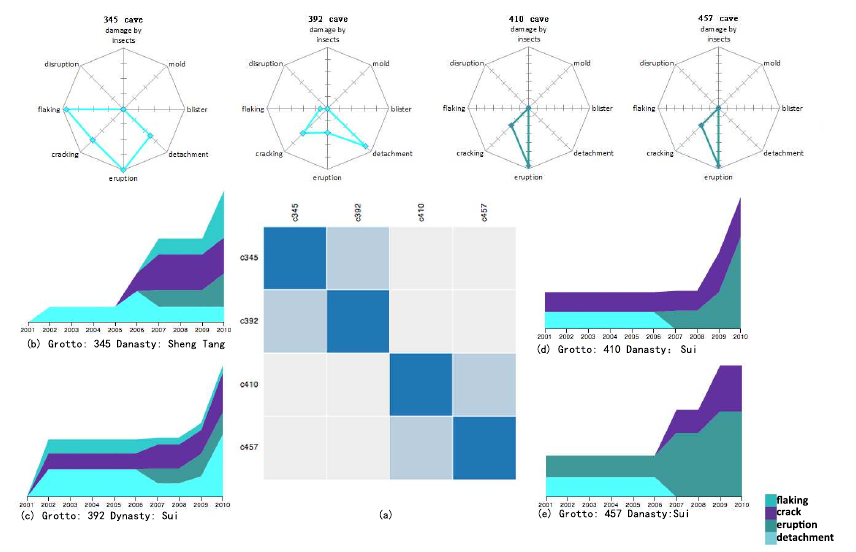 345 cave
damage by
insects
disruption
mold
flaking
blister
cracking
detachment
eruption
392 cave
damage by
insects
disruption
mold
flaking
blister
cracking
detachment
eruption
410 cave
damage by
insects
disruption
mold
flaking
blister
cracking
detachment
eruption
457 cave
damage by
insects
disruption
mold
flaking
blister
cracking
detachment
eruption
2001 2002 2003 2004 2005 2006 2007 2008 2009 2010
(b) Grotto: 345 Danasty: Sheng Tang
2001 2002 2003 2004 2005 2006 2007 2008 2009 2010
(c) Grotto: 392 Dynasty: Sui
c345 c392 c410 c457
c345
c392
c410
c457
(a)
2001 2002 2003 2004 2005 2006 2007 2008 2009 2010
(d) Grotto: 410 Danasty: Sui
2001 2002 2003 2004 2005 2006 2007 2008 2009 2010
(e) Grotto: 457 Danasty:Sui
flaking
crack
eruption
detachment